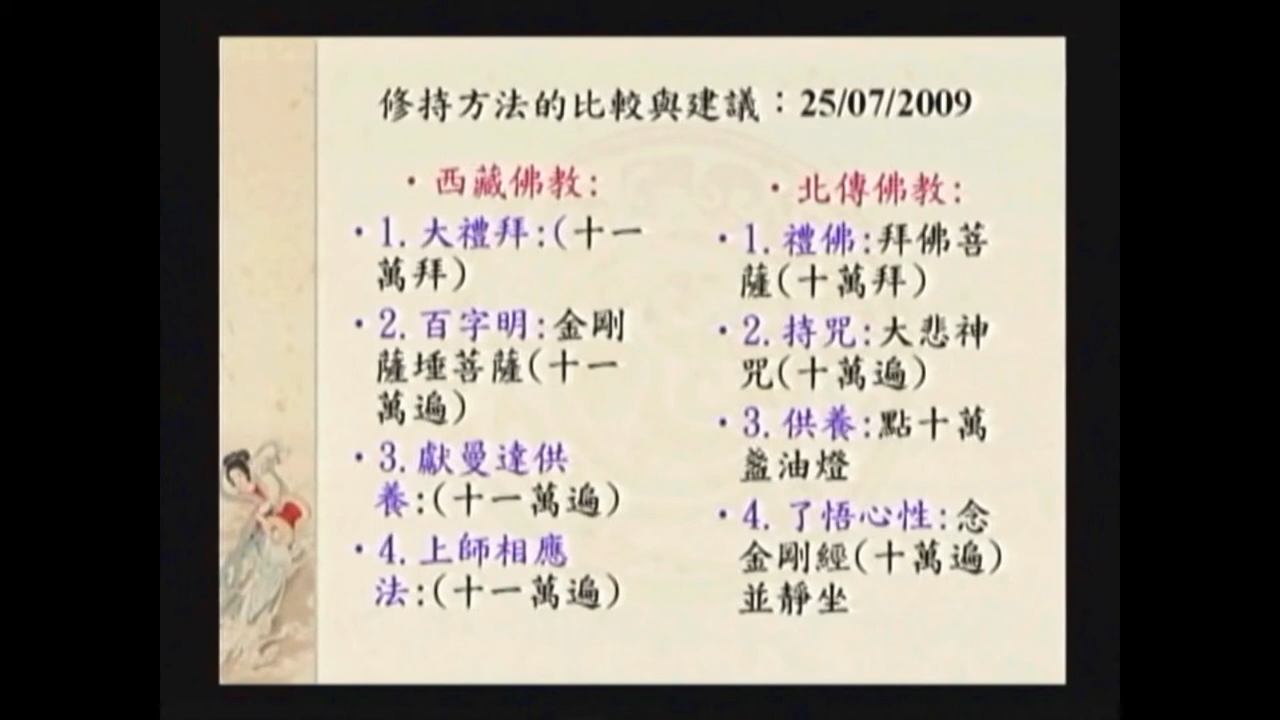 修持方法的比較與建議：25/07/2009
• 西藏佛教:
• 1.大禮拜:(十一
萬拜)
• 2.百字明:金剛
薩埵菩薩(十一
萬遍)
• 3.獻曼達供
養:(十一萬遍)
• 4.上師相應
法:(十一萬遍)
• 北傳佛教:
• 1.禮佛:拜佛菩
薩(十萬拜)
• 2.持咒:大悲神
咒(十萬遍)
• 3.供養:點十萬
盞油燈
• 4.了悟心性:念
金剛經(十萬遍)
並靜坐